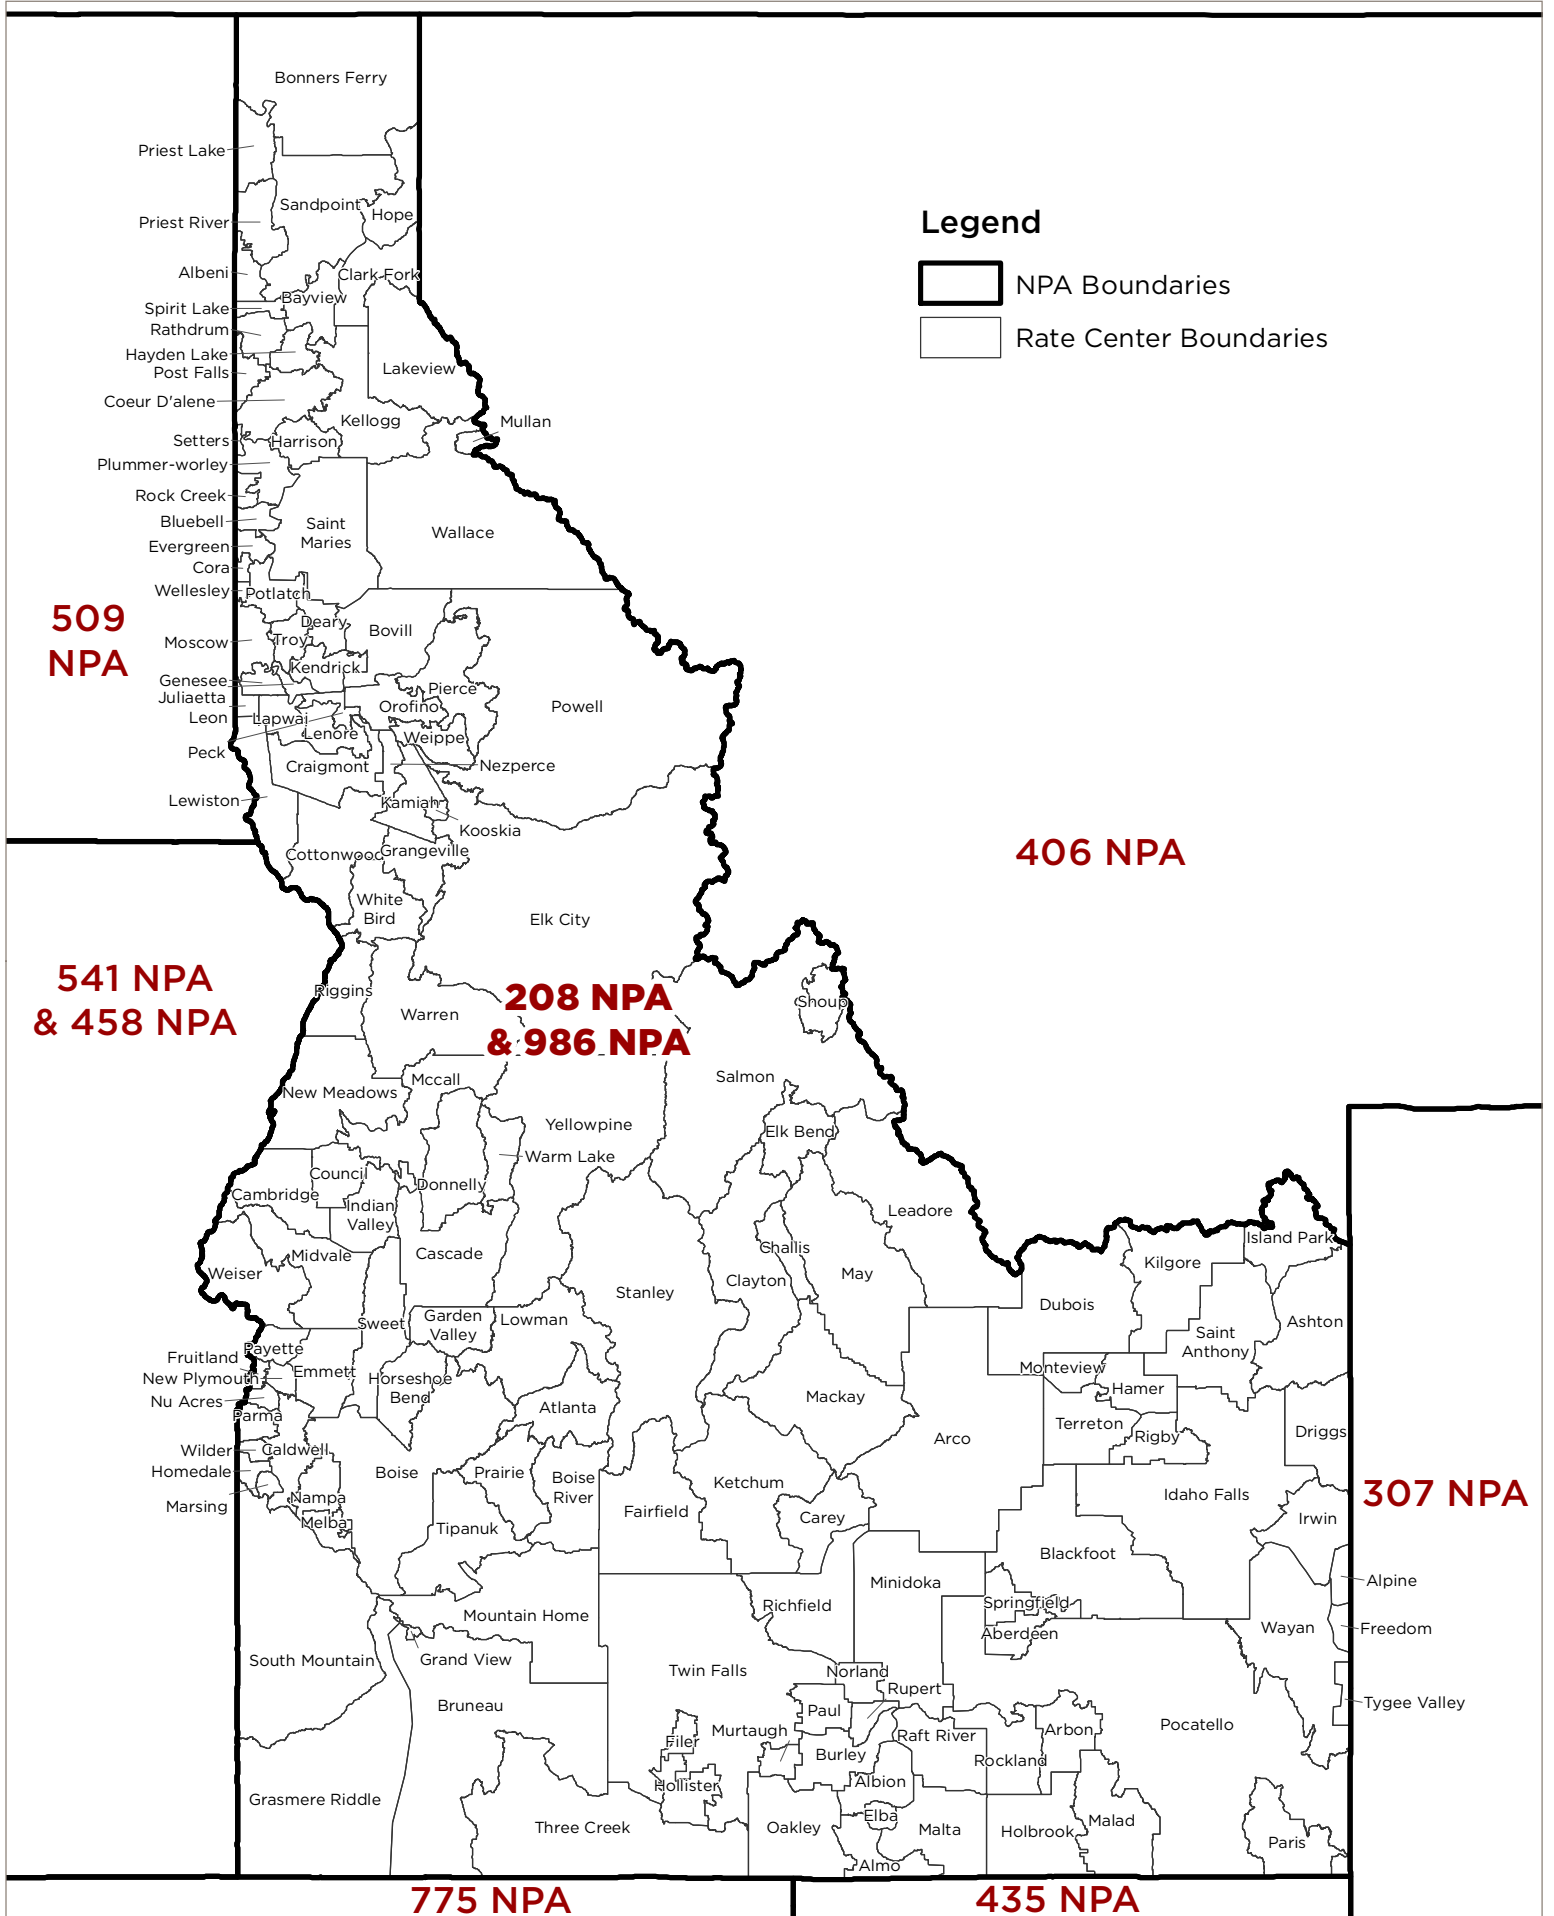 Bonners Ferry
Priest Lake
Sandpoint
Hope
Priest River
Albeni
Clark Fork
Bayview
Spirit Lake
Rathdrum
Hayden Lake
Post Falls
Lakeview
Coeur D'alene
Kellogg
Mullan
Setters
Harrison
Plummer-worley
Rock Creek
Bluebell
Saint
Maries
Wallace
Evergreen
Cora
Wellesley
Potlatch
Deary
Bovill
Moscow
Troy
Kendrick
Genesee
Juliaetta
Leon
Lapwai
Pierce
Orofino
Powell
Lenore
Weippe
Peck
Craigmont
Nezperce
Lewiston
Kamiah
Kooskia
Cottonwood
Grangeville
White
Bird
Elk City
Legend
NPA Boundaries
Rate Center Boundaries
509
NPA
406 NPA
541 NPA
& 458 NPA
208 NPA
& 986 NPA
307 NPA
775 NPA
435 NPA
Riggins
Warren
Shoup
Salmon
New Meadows
Mccall
Yellowpine
Elk Bend
Warm Lake
Council
Donnelly
Cambridge
Indian
Valley
Leadore
Midvale
Cascade
Challis
Weiser
Clayton
May
Stanley
Island Park
Kilgore
Dubois
Ashton
Saint
Anthony
Sweet
Garden
Valley
Lowman
Payette
Fruitland
New Plymouth
Emmett
Horseshoe
Bend
Nu Acres
Parma
Atlanta
Mackay
Monteview
Hamer
Terreton
Rigby
Driggs
Arco
Wilder
Caldwell
Homedale
Boise
Prairie
Boise
River
Ketchum
Marsing
Nampa
Melba
Tipanuk
Fairfield
Carey
Idaho Falls
Irwin
Blackfoot
Alpine
Minidoka
Richfield
Springfield
Mountain Home
Aberdeen
Wayan
Freedom
South Mountain
Grand View
Twin Falls
Norland
Rupert
Bruneau
Paul
Tygee Valley
Filer
Murtaugh
Raft River
Arbon
Pocatello
Burley
Rockland
Hollister
Albion
Grasmere Riddle
Three Creek
Oakley
Elba
Malta
Holbrook
Malad
Paris
Almo